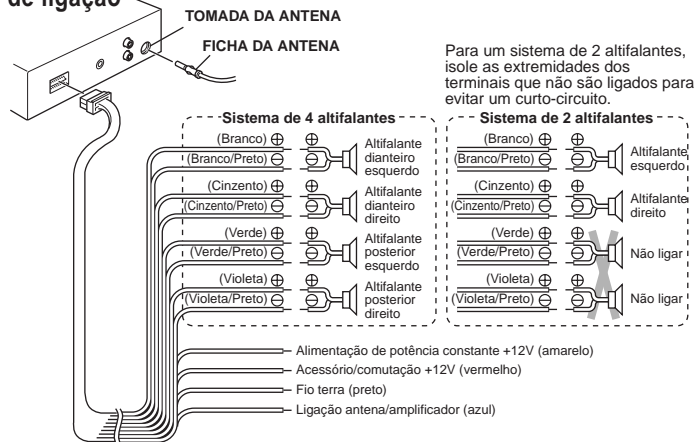 de ligação
TOMADA DA ANTENA
FICHA DA ANTENA
Para um sistema de 2 altifalantes,
isole as extremidades dos
terminais que não são ligados para
evitar um curto-circuito.
Sistema de 4 altifalantes
(Branco) ⊕ ⊕
(Branco/Preto) ⊖ ⊖
Altifalante
dianteiro
esquerdo
(Cinzento) ⊕ ⊕
(Cinzento/Preto) ⊖ ⊖
Altifalante
dianteiro
direito
(Verde) ⊕ ⊕
(Verde/Preto) ⊖ ⊖
Altifalante
posterior
esquerdo
(Violeta) ⊕ ⊕
(Violeta/Preto) ⊖ ⊖
Altifalante
posterior
direito
Sistema de 2 altifalantes
(Branco) ⊕ ⊕
(Branco/Preto) ⊖ ⊖
Altifalante
esquerdo
(Cinzento) ⊕ ⊕
(Cinzento/Preto) ⊖ ⊖
Altifalante
direito
(Verde) ⊕ ⊕
(Verde/Preto) ⊖ ⊖
Não ligar
(Violeta) ⊕ ⊕
(Violeta/Preto) ⊖ ⊖
Não ligar
Alimentação de potência constante +12V (amarelo)
Acessório/comutação +12V (vermelho)
Fio terra (preto)
Ligação antena/amplificador (azul)